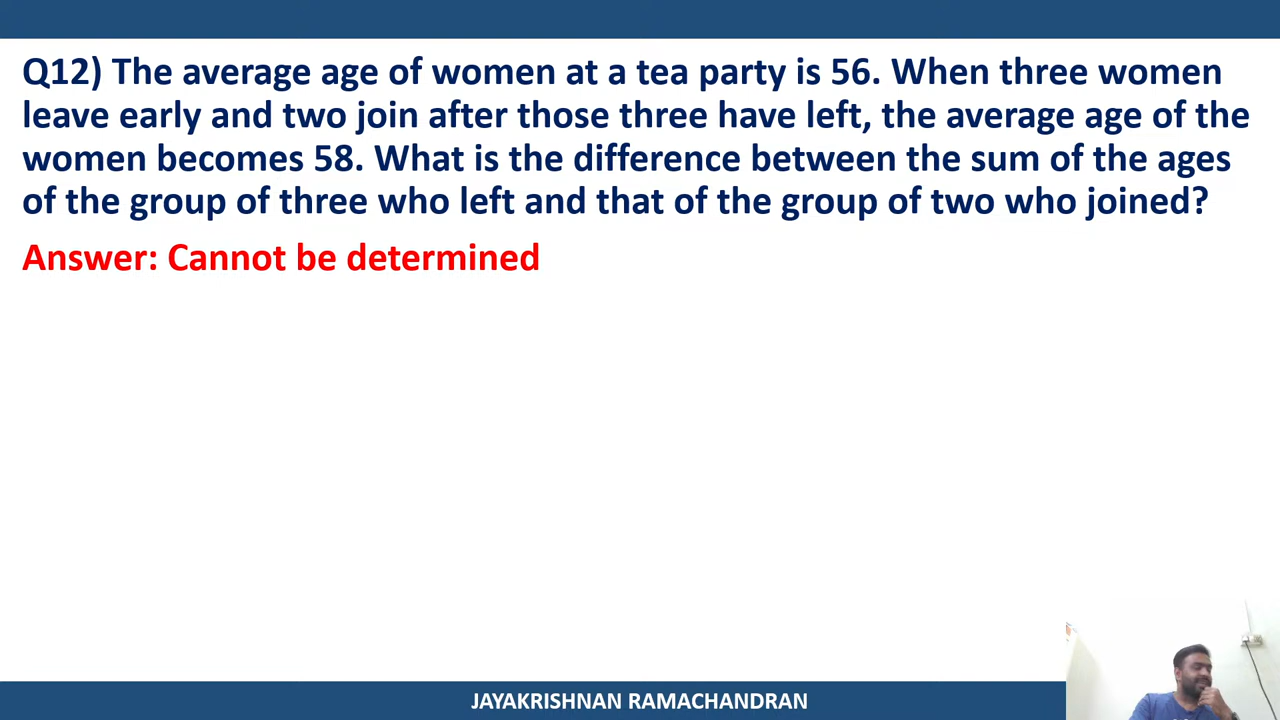 Q12) The average age of women at a tea party is 56. When three women
leave early and two join after those three have left, the average age of the
women becomes 58. What is the difference between the sum of the ages
of the group of three who left and that of the group of two who joined?
Answer: Cannot be determined
JAYAKRISHNAN RAMACHANDRAN